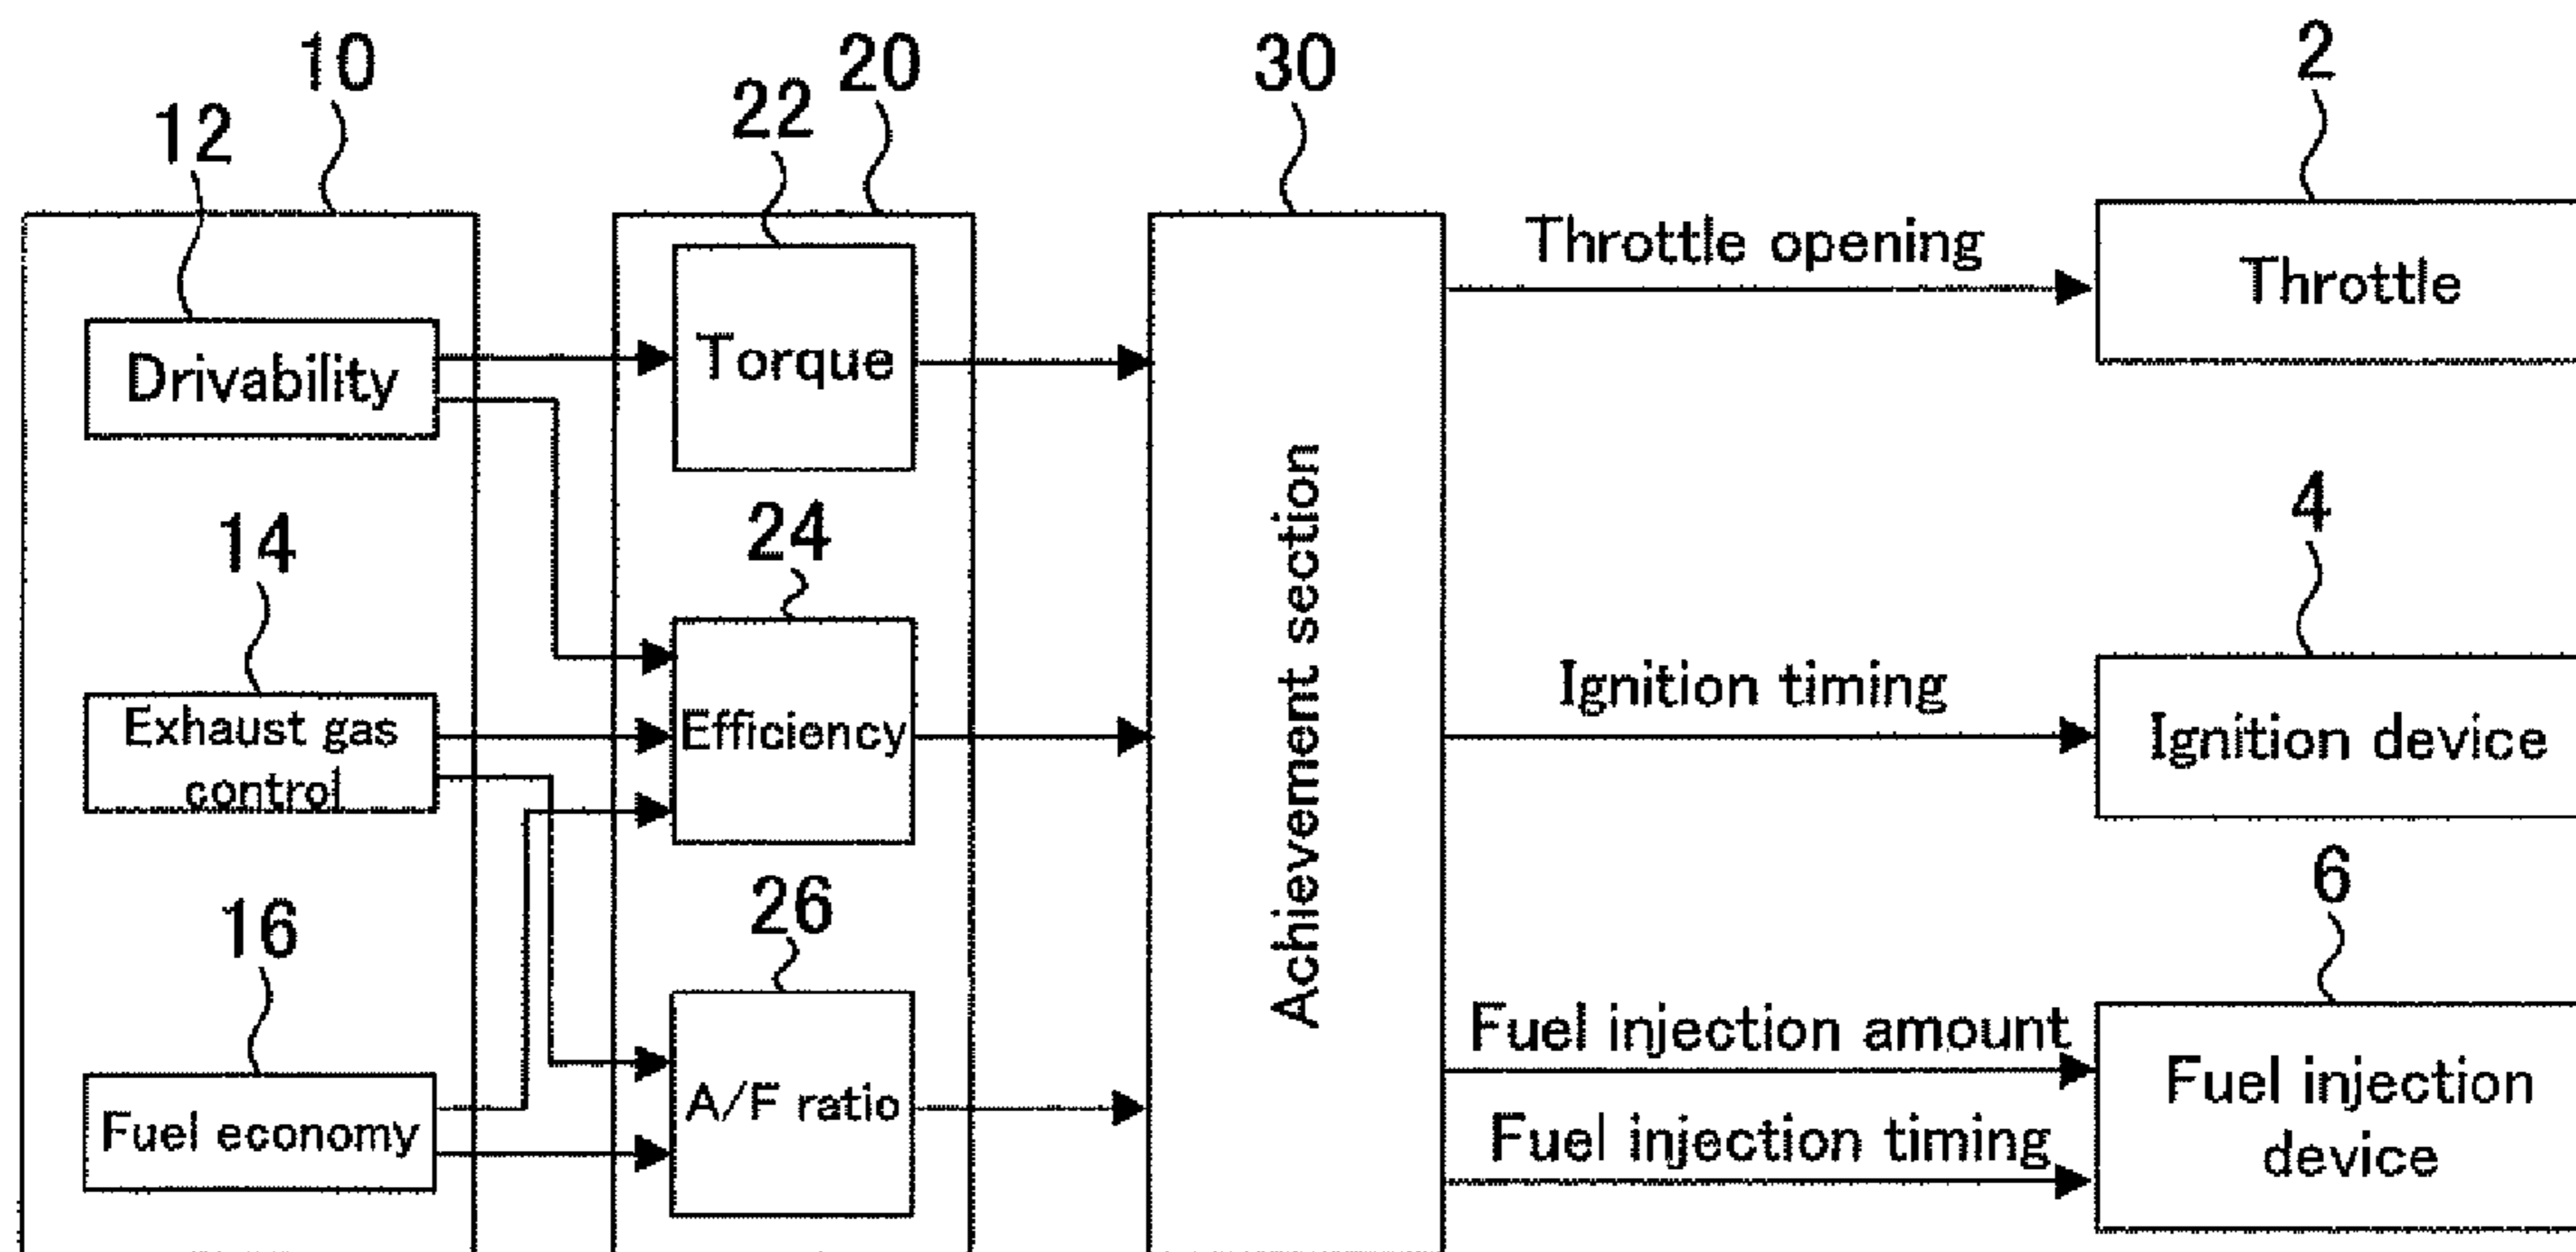 10
20
30
2
12
22
Throttle opening
Throttle
Drivability
Torque
14
24
4
Achievement section
Exhaust gas
control
Efficiency
Ignition timing
Ignition device
16
26
6
Fuel economy
A/F ratio
Fuel injection amount
Fuel injection timing
Fuel injection
device